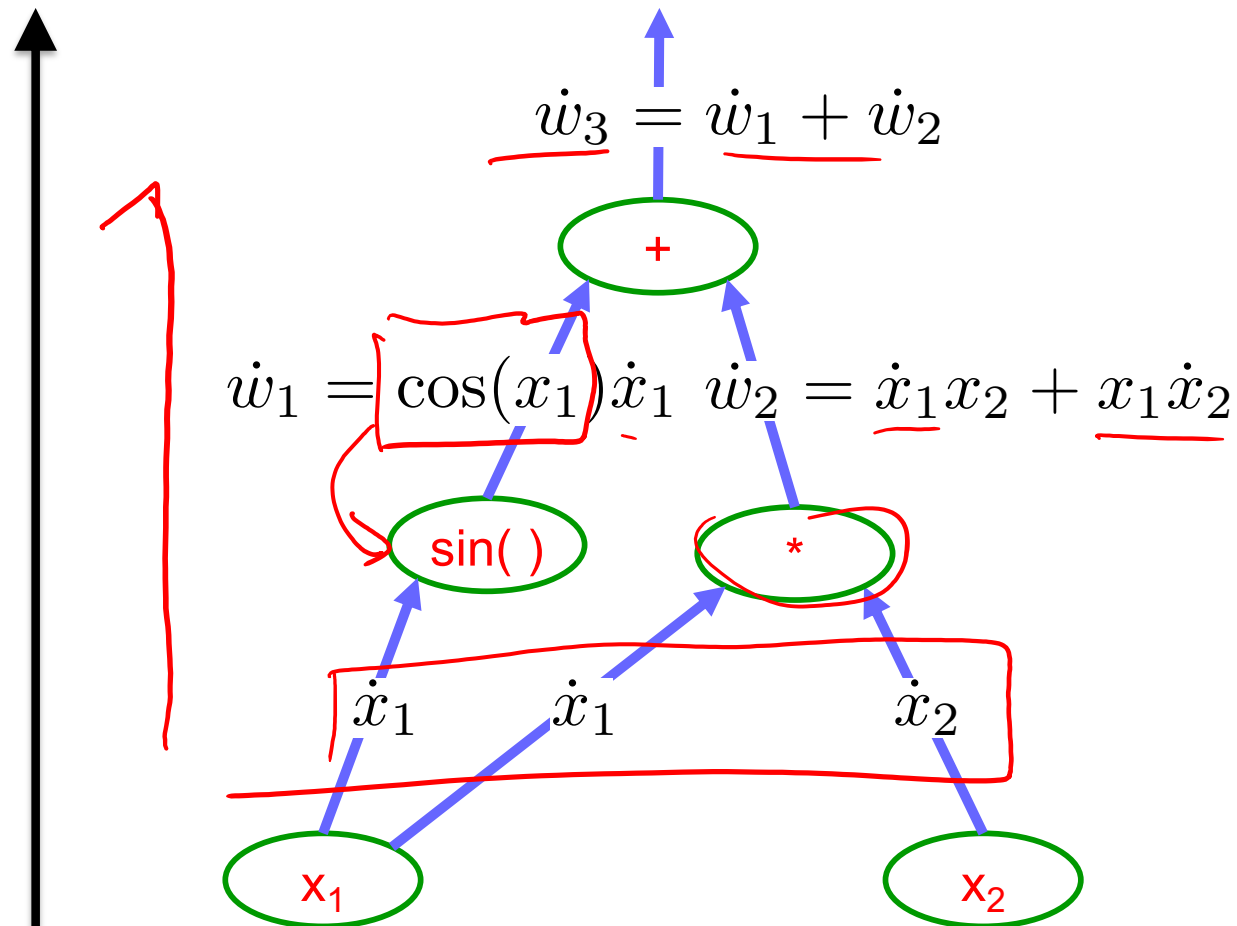 ẇ₃ = ẇ₁ + ẇ₂
+
ẇ₁ = cos(x₁)ẋ₁ ẇ₂ = ẋ₁x₂ + x₁ẋ₂
sin( ) *
ẋ₁ ẋ₁ ẋ₂
x₁ x₂